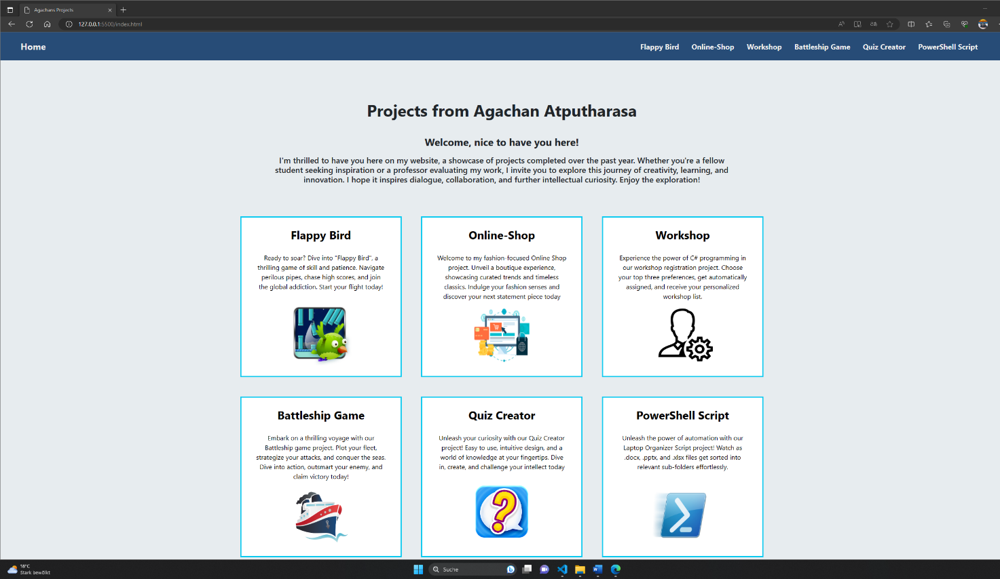 Agachans Projects
127.0.0.1:5500/index.html
Home
Flappy Bird
Online-Shop
Workshop
Battleship Game
Quiz Creator
PowerShell Script
Projects from Agachan Atputharasa
Welcome, nice to have you here!
I'm thrilled to have you here on my website, a showcase of projects completed over the past year. Whether you're a fellow
student seeking inspiration or a professor evaluating my work, I invite you to explore this journey of creativity, learning, and
innovation. I hope it inspires dialogue, collaboration, and further intellectual curiosity. Enjoy the exploration!
Flappy Bird
Ready to soar? Dive into "Flappy Bird", a
thrilling game of skill and patience. Navigate
perilous pipes, chase high scores, and join
the global addiction. Start your flight today!
Online-Shop
Welcome to my fashion-focused Online Shop
project. Unveil a boutique experience,
showcasing curated trends and timeless
classics. Indulge your fashion senses and
discover your next statement piece today
Workshop
Experience the power of C# programming in
our workshop registration project. Choose
your top three preferences, get automatically
assigned, and receive your personalized
workshop list.
Battleship Game
Embark on a thrilling voyage with our
Battleship game project. Plot your fleet,
strategize your attacks, and conquer the seas.
Dive into action, outsmart your enemy, and
claim victory today!
Quiz Creator
Unleash your curiosity with our Quiz Creator
project! Easy to use, intuitive design, and a
world of knowledge at your fingertips. Dive
in, create, and challenge your intellect today
PowerShell Script
Unleash the power of automation with our
Laptop Organizer Script project! Watch as
.docx, .pptx, and .xlsx files get sorted into
relevant sub-folders effortlessly.
18°C
Stark bewölkt
Suche